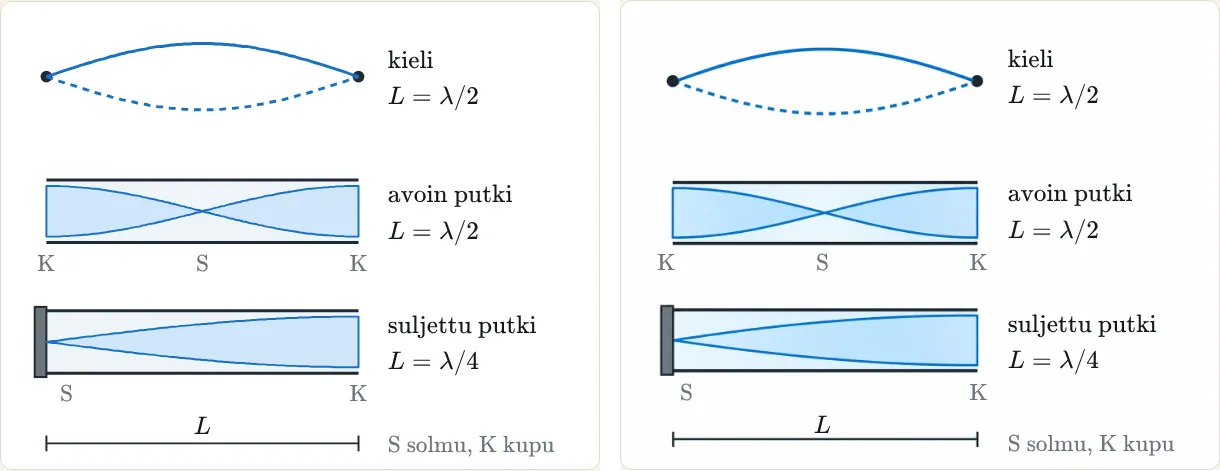 kieli
L = λ/2
avoin putki
L = λ/2
K S K
suljettu putki
L = λ/4
S K
L
S solmu, K kupu
kieli
L = λ/2
avoin putki
L = λ/2
K S K
suljettu putki
L = λ/4
S K
L
S solmu, K kupu